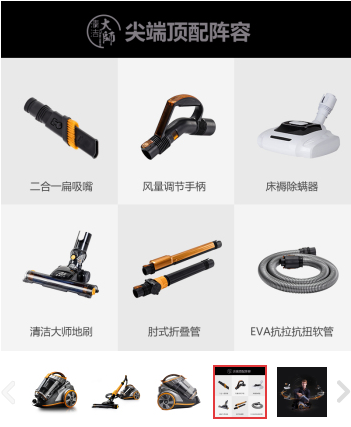 清洁大師 尖端顶配阵容
二合一扁吸嘴
风量调节手柄
床褥除螨器
清洁大师地刷
肘式折叠管
EVA抗拉抗扭软管